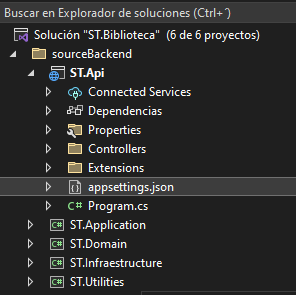 Buscar en Explorador de soluciones (Ctrl+´)
Solución "ST.Biblioteca" (6 de 6 proyectos)
sourceBackend
ST.Api
Connected Services
Dependencias
Properties
Controllers
Extensions
appsettings.json
C# Program.cs
C# ST.Application
C# ST.Domain
C# ST.Infraestructure
C# ST.Utilities